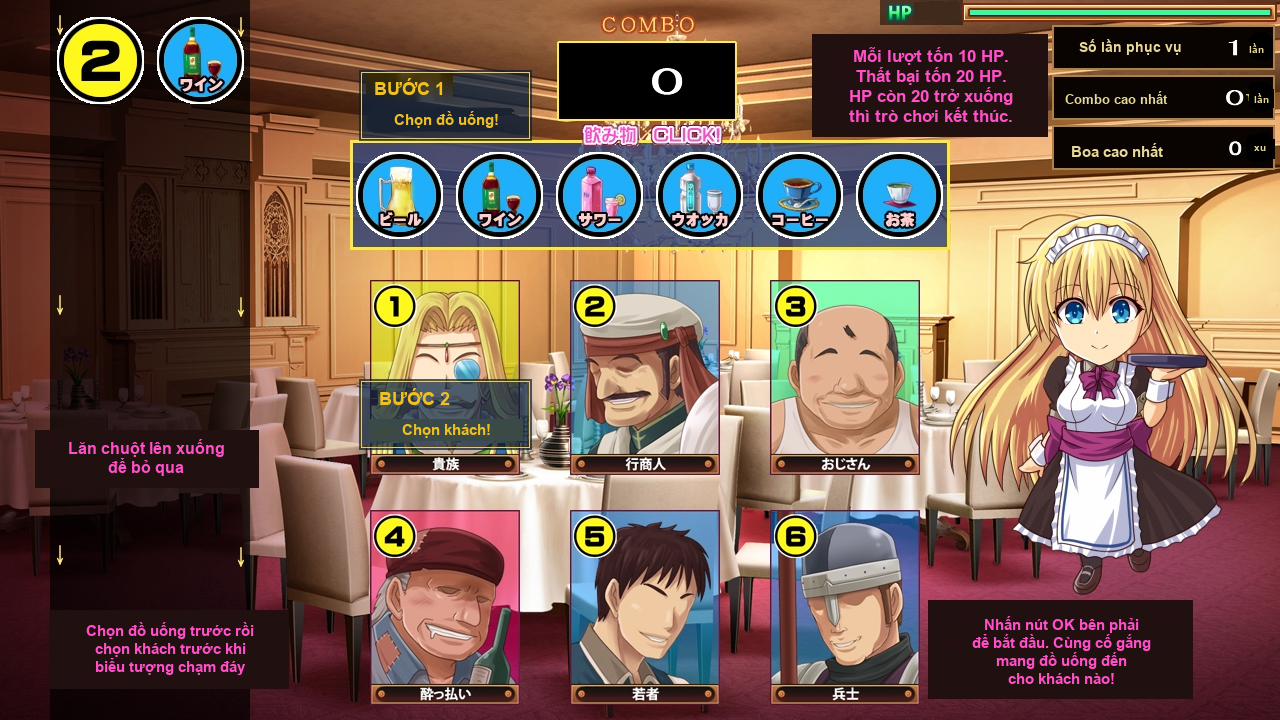 HP
COMBO
0
2
ワイン
BƯỚC 1
Chọn đồ uống!
Mỗi lượt tốn 10 HP.
Thất bại tốn 20 HP.
HP còn 20 trở xuống
thì trò chơi kết thúc.
Số lần phục vụ 1 lần
Combo cao nhất 0 lần
Boa cao nhất 0 xu
飲み物 CLICK!
ビール
ワイン
サワー
ウオッカ
コーヒー
お茶
1
2
3
BƯỚC 2
Chọn khách!
貴族
行商人
おじさん
Lăn chuột lên xuống
để bỏ qua
4
5
6
酔っ払い
若者
兵士
Chọn đồ uống trước rồi
chọn khách trước khi
biểu tượng chạm đáy
Nhấn nút OK bên phải
để bắt đầu. Cùng cố gắng
mang đồ uống đến
cho khách nào!